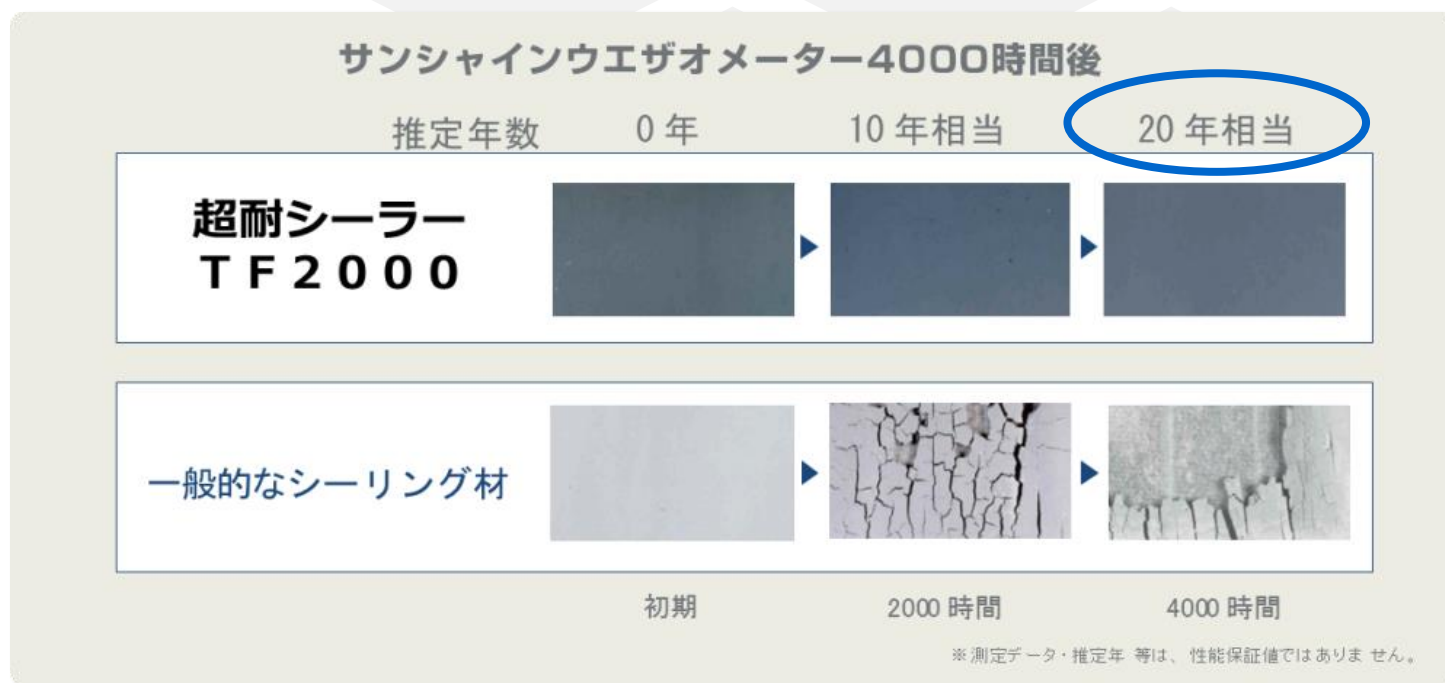 サンシャインウエザオメーター4000時間後
推定年数 0年 10年相当 20年相当
超耐シーラー
TF2000
一般的なシーリング材
初期 2000時間 4000時間
※測定データ・推定年 等は、性能保証値ではありま せん。